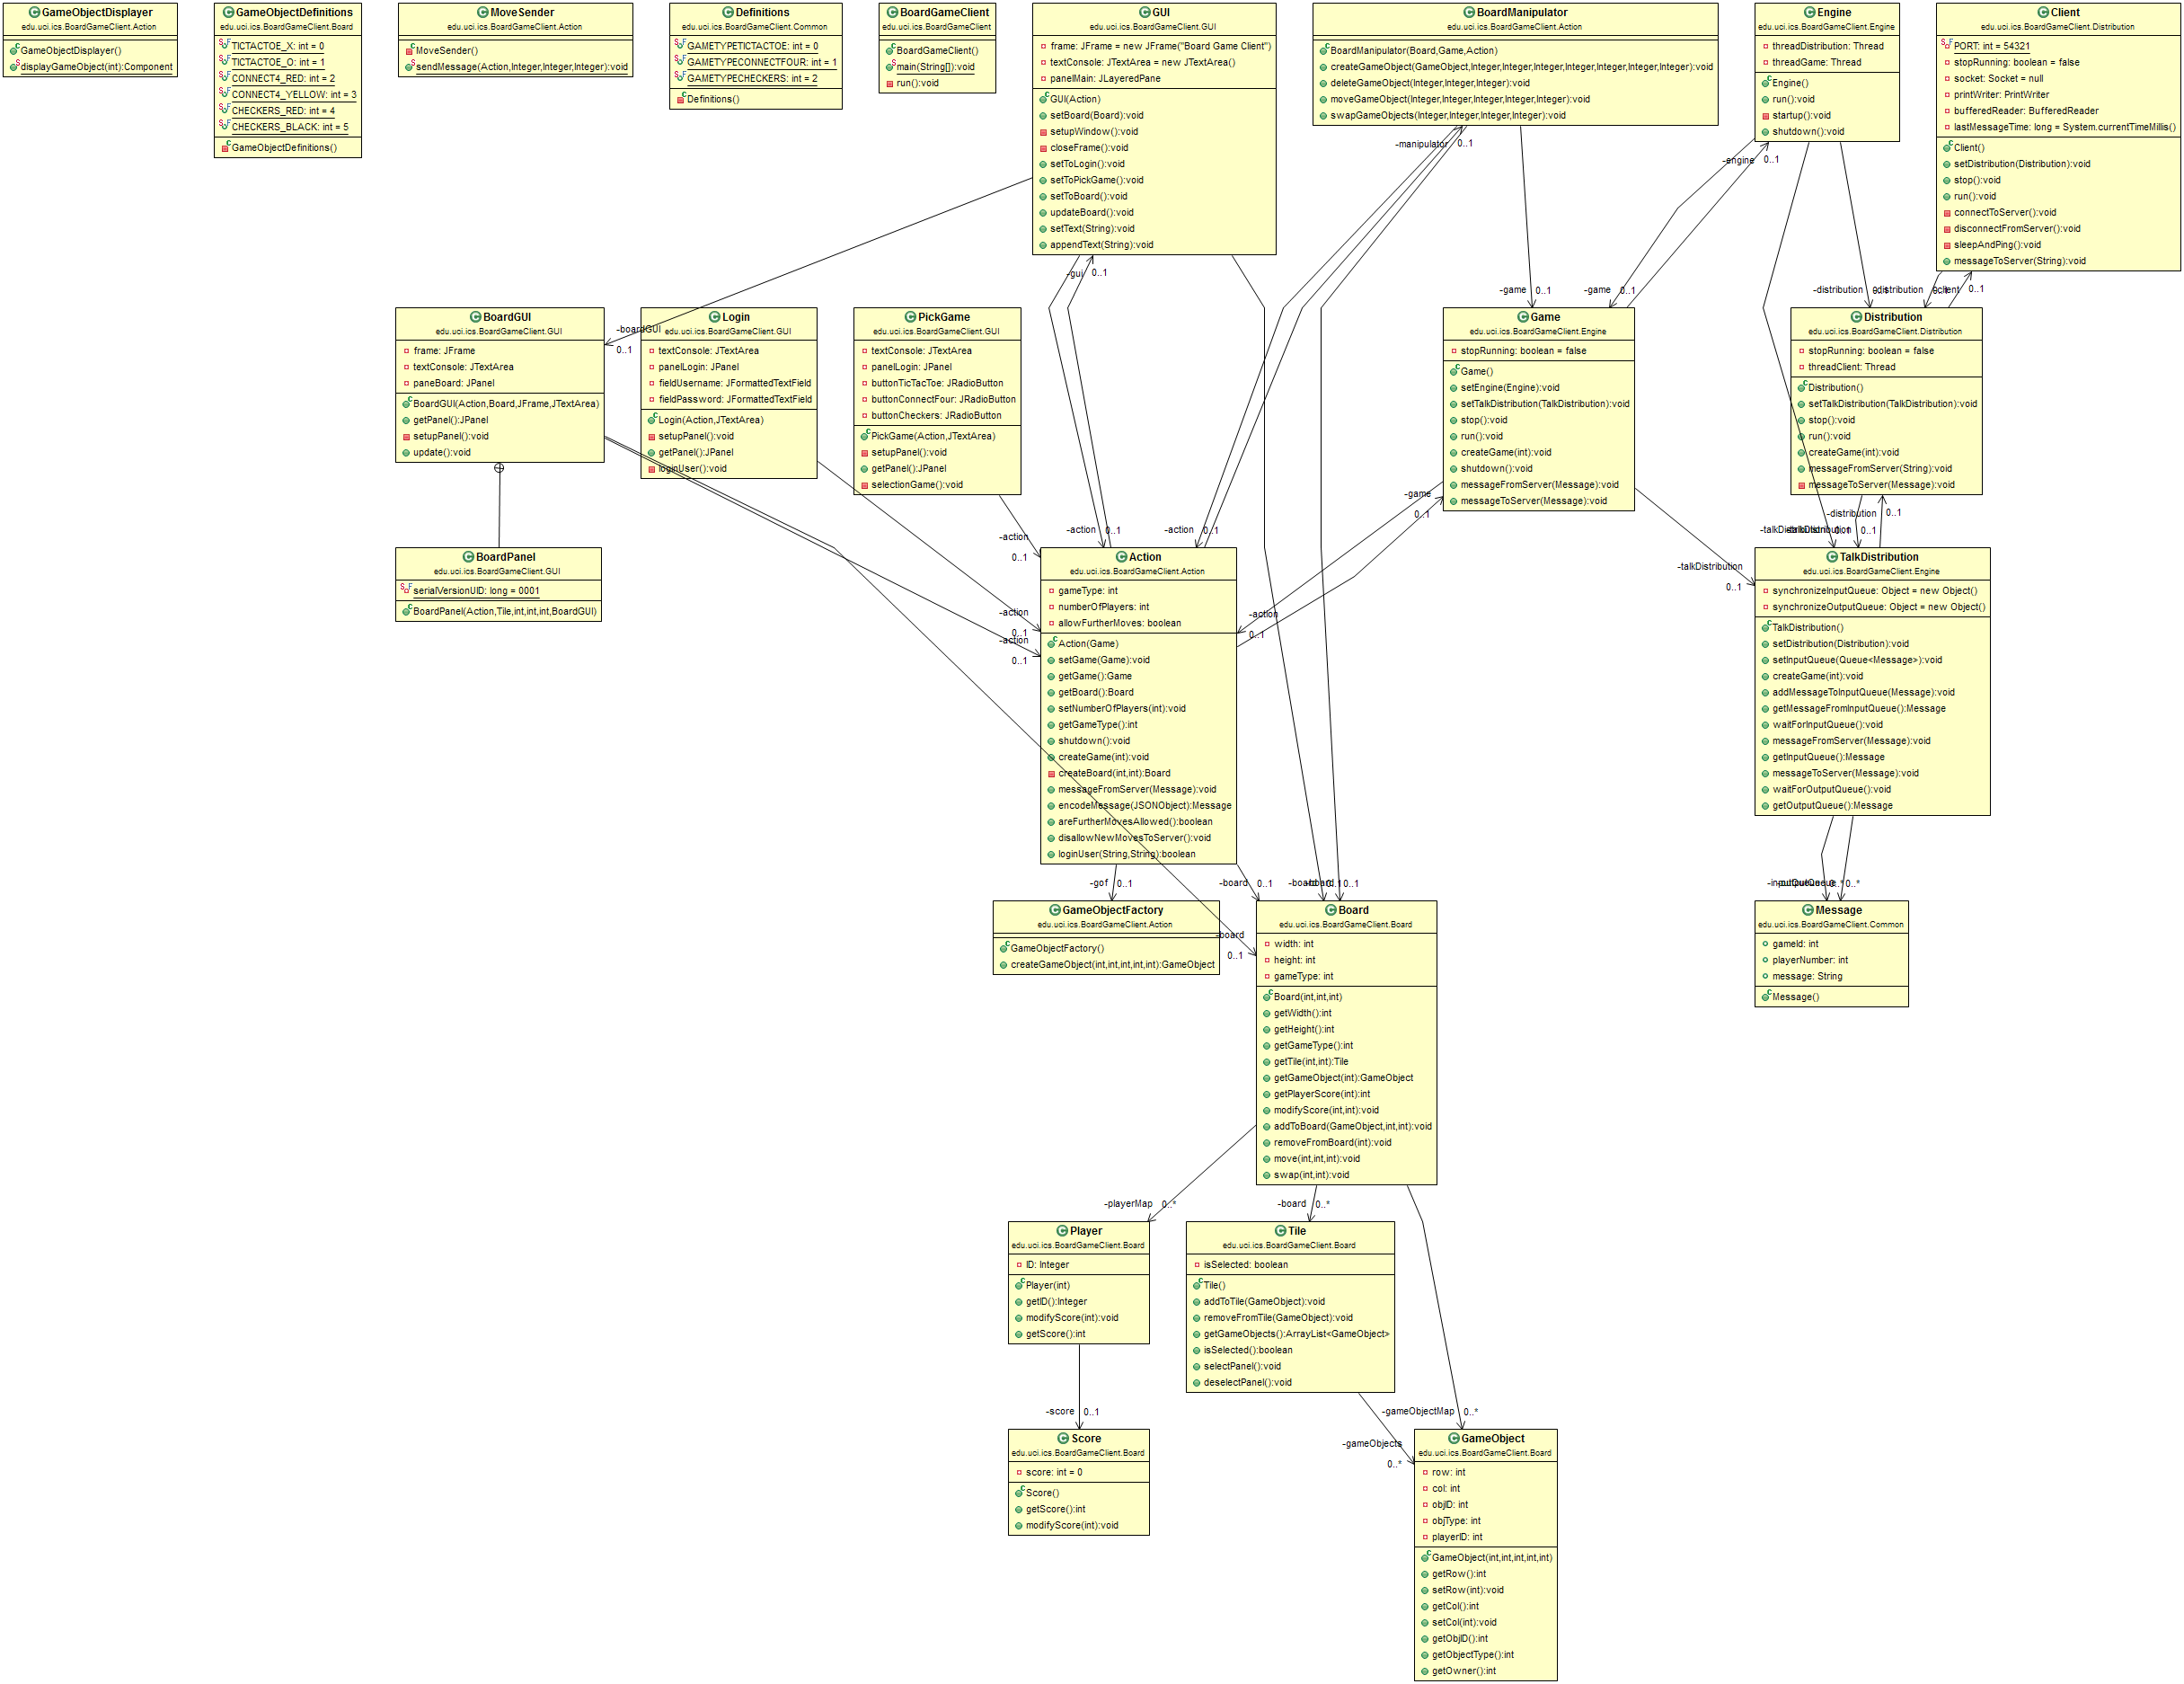 GameObjectDisplayer
edu.uci.ics.BoardGameClient.Action
GameObjectDisplayer()
displayGameObject(int):Component
GameObjectDefinitions
edu.uci.ics.BoardGameClient.Board
TICTACTOE_X: int = 0
TICTACTOE_O: int = 1
CONNECT4_RED: int = 2
CONNECT4_YELLOW: int = 3
CHECKERS_RED: int = 4
CHECKERS_BLACK: int = 5
GameObjectDefinitions()
MoveSender
edu.uci.ics.BoardGameClient.Action
MoveSender()
sendMessage(Action,Integer,Integer,Integer):void
Definitions
edu.uci.ics.BoardGameClient.Common
GAMETYPETICTACTOE: int = 0
GAMETYPECONNECTFOUR: int = 1
GAMETYPECHECKERS: int = 2
Definitions()
BoardGameClient
edu.uci.ics.BoardGameClient
BoardGameClient()
main(String[]):void
run():void
GUI
edu.uci.ics.BoardGameClient.GUI
frame: JFrame = new JFrame("Board Game Client")
textConsole: JTextArea = new JTextArea()
panelMain: JLayeredPane
GUI(Action)
setBoard(Board):void
setupWindow():void
closeFrame():void
setToLogin():void
setToPickGame():void
setToBoard():void
updateBoard():void
setText(String):void
appendText(String):void
BoardManipulator
edu.uci.ics.BoardGameClient.Action
BoardManipulator(Board,Game,Action)
createGameObject(GameObject,Integer,Integer,Integer,Integer,Integer,Integer,Integer):void
deleteGameObject(Integer,Integer,Integer):void
moveGameObject(Integer,Integer,Integer,Integer,Integer):void
swapGameObjects(Integer,Integer,Integer,Integer):void
Engine
edu.uci.ics.BoardGameClient.Engine
threadDistribution: Thread
threadGame: Thread
Engine()
run():void
startup():void
shutdown():void
Client
edu.uci.ics.BoardGameClient.Distribution
PORT: int = 54321
stopRunning: boolean = false
socket: Socket = null
printWriter: PrintWriter
bufferedReader: BufferedReader
lastMessageTime: long = System.currentTimeMillis()
Client()
setDistribution(Distribution):void
stop():void
run():void
connectToServer():void
disconnectFromServer():void
sleepAndPing():void
messageToServer(String):void
-manipulator 0..1
-engine 0..1
-gui 0..1
-boardGUI
0..1
-game 0..1
-game 0..1
-distribution
-distribution
0..1
BoardGUI
edu.uci.ics.BoardGameClient.GUI
frame: JFrame
textConsole: JTextArea
paneBoard: JPanel
BoardGUI(Action,Board,JFrame,JTextArea)
getPanel():JPanel
setupPanel():void
update():void
Login
edu.uci.ics.BoardGameClient.GUI
textConsole: JTextArea
panelLogin: JPanel
fieldUsername: JFormattedTextField
fieldPassword: JFormattedTextField
Login(Action,JTextArea)
setupPanel():void
getPanel():JPanel
loginUser():void
PickGame
edu.uci.ics.BoardGameClient.GUI
textConsole: JTextArea
panelLogin: JPanel
buttonTicTacToe: JRadioButton
buttonConnectFour: JRadioButton
buttonCheckers: JRadioButton
PickGame(Action,JTextArea)
setupPanel():void
getPanel():JPanel
selectionGame():void
Game
edu.uci.ics.BoardGameClient.Engine
stopRunning: boolean = false
Game()
setEngine(Engine):void
setTalkDistribution(TalkDistribution):void
stop():void
run():void
createGame(int):void
shutdown():void
messageFromServer(Message):void
messageToServer(Message):void
Distribution
edu.uci.ics.BoardGameClient.Distribution
stopRunning: boolean = false
threadClient: Thread
Distribution()
setTalkDistribution(TalkDistribution):void
stop():void
run():void
createGame(int):void
messageFromServer(String):void
messageToServer(Message):void
-game
0..1
-distribution 0..1
-action 0..1
-action 0..1
-action
0..1
-talkDistribution
0..1
0..1
BoardPanel
edu.uci.ics.BoardGameClient.GUI
serialVersionUID: long = 0001
BoardPanel(Action,Tile,int,int,int,BoardGUI)
-action
0..1
-action
0..1
-action
0..1
Action
edu.uci.ics.BoardGameClient.Action
gameType: int
numberOfPlayers: int
allowFurtherMoves: boolean
Action(Game)
setGame(Game):void
getGame():Game
getBoard():Board
setNumberOfPlayers(int):void
getGameType():int
shutdown():void
createGame(int):void
createBoard(int,int):Board
messageFromServer(Message):void
encodeMessage(JSONObject):Message
areFurtherMovesAllowed():boolean
disallowNewMovesToServer():void
loginUser(String,String):boolean
-talkDistribution
0..1
TalkDistribution
edu.uci.ics.BoardGameClient.Engine
synchronizeInputQueue: Object = new Object()
synchronizeOutputQueue: Object = new Object()
TalkDistribution()
setDistribution(Distribution):void
setInputQueue(Queue<Message>):void
createGame(int):void
addMessageToInputQueue(Message):void
getMessageFromInputQueue():Message
waitForInputQueue():void
messageFromServer(Message):void
getInputQueue():Message
messageToServer(Message):void
waitForOutputQueue():void
getOutputQueue():Message
-gof 0..1
-board 0..1
-board
0..1
0..*
0..*
GameObjectFactory
edu.uci.ics.BoardGameClient.Action
GameObjectFactory()
createGameObject(int,int,int,int,int):GameObject
-board
0..1
Board
edu.uci.ics.BoardGameClient.Board
width: int
height: int
gameType: int
Board(int,int,int)
getWidth():int
getHeight():int
getGameType():int
getTile(int,int):Tile
getGameObject(int):GameObject
getPlayerScore(int):int
modifyScore(int,int):void
addToBoard(GameObject,int,int):void
removeFromBoard(int):void
move(int,int,int):void
swap(int,int):void
Message
edu.uci.ics.BoardGameClient.Common
gameId: int
playerNumber: int
message: String
Message()
-playerMap 0..*
-board 0..*
Player
edu.uci.ics.BoardGameClient.Board
ID: Integer
Player(int)
getID():Integer
modifyScore(int):void
getScore():int
Tile
edu.uci.ics.BoardGameClient.Board
isSelected: boolean
Tile()
addToTile(GameObject):void
removeFromTile(GameObject):void
getGameObjects():ArrayList<GameObject>
isSelected():boolean
selectPanel():void
deselectPanel():void
-score 0..1
-gameObjectMap 0..*
-gameObjects
0..*
Score
edu.uci.ics.BoardGameClient.Board
score: int = 0
Score()
getScore():int
modifyScore(int):void
GameObject
edu.uci.ics.BoardGameClient.Board
row: int
col: int
objID: int
objType: int
playerID: int
GameObject(int,int,int,int,int)
getRow():int
setRow(int):void
getCol():int
setCol(int):void
getObjID():int
getObjectType():int
getOwner():int